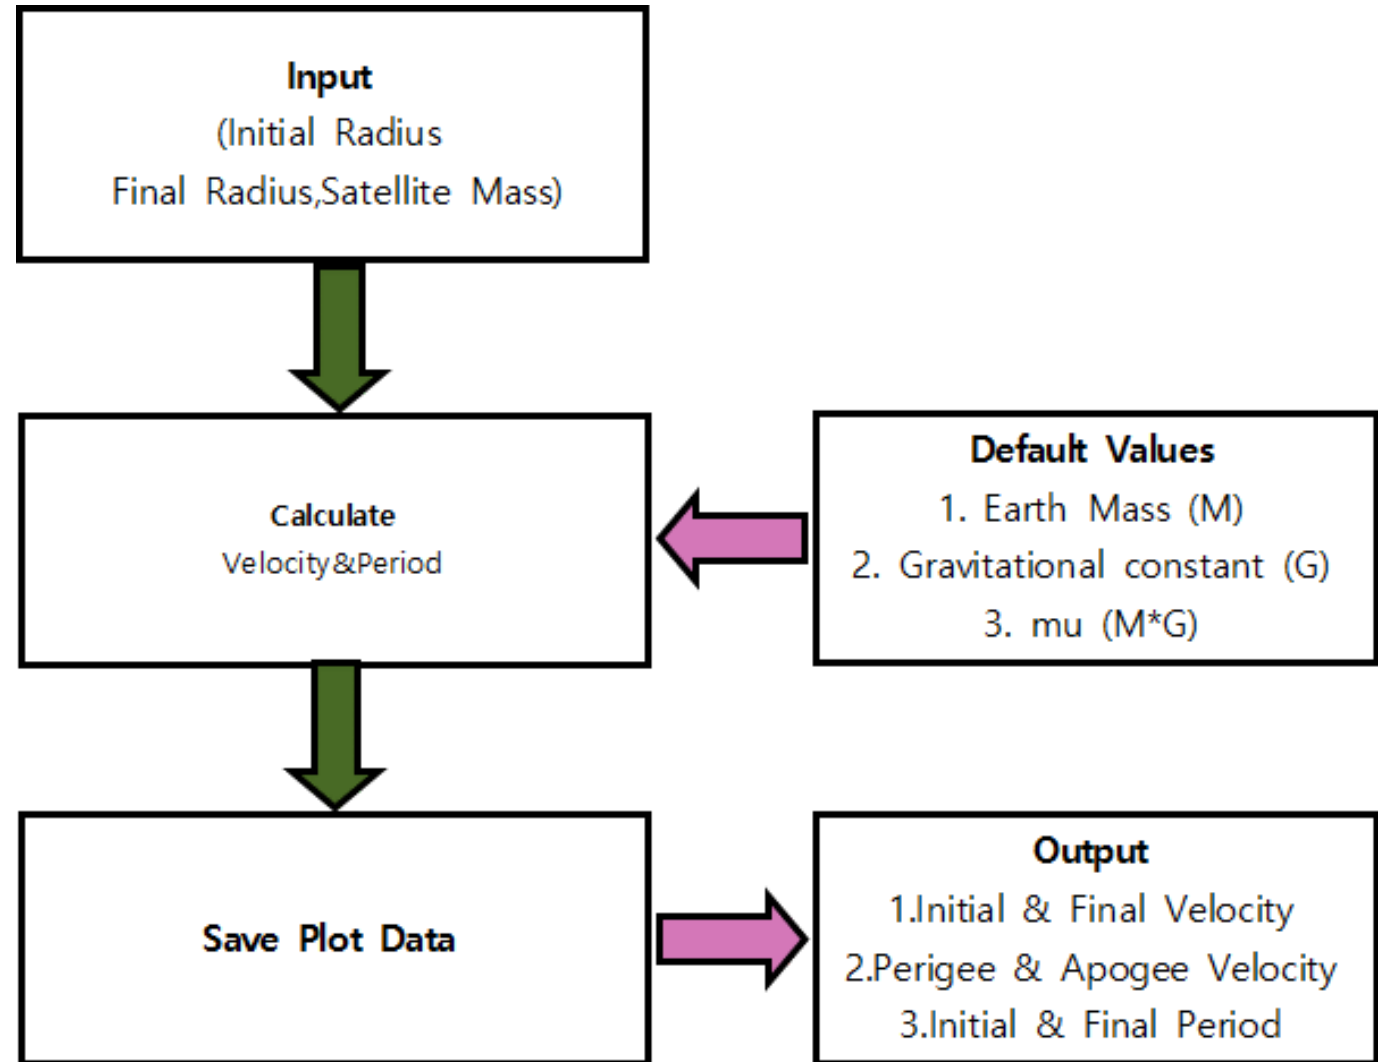 Input
(Initial Radius
Final Radius,Satellite Mass)
Calculate
Velocity&Period
Default Values
1. Earth Mass (M)
2. Gravitational constant (G)
3. mu (M*G)
Save Plot Data
Output
1.Initial & Final Velocity
2.Perigee & Apogee Velocity
3.Initial & Final Period